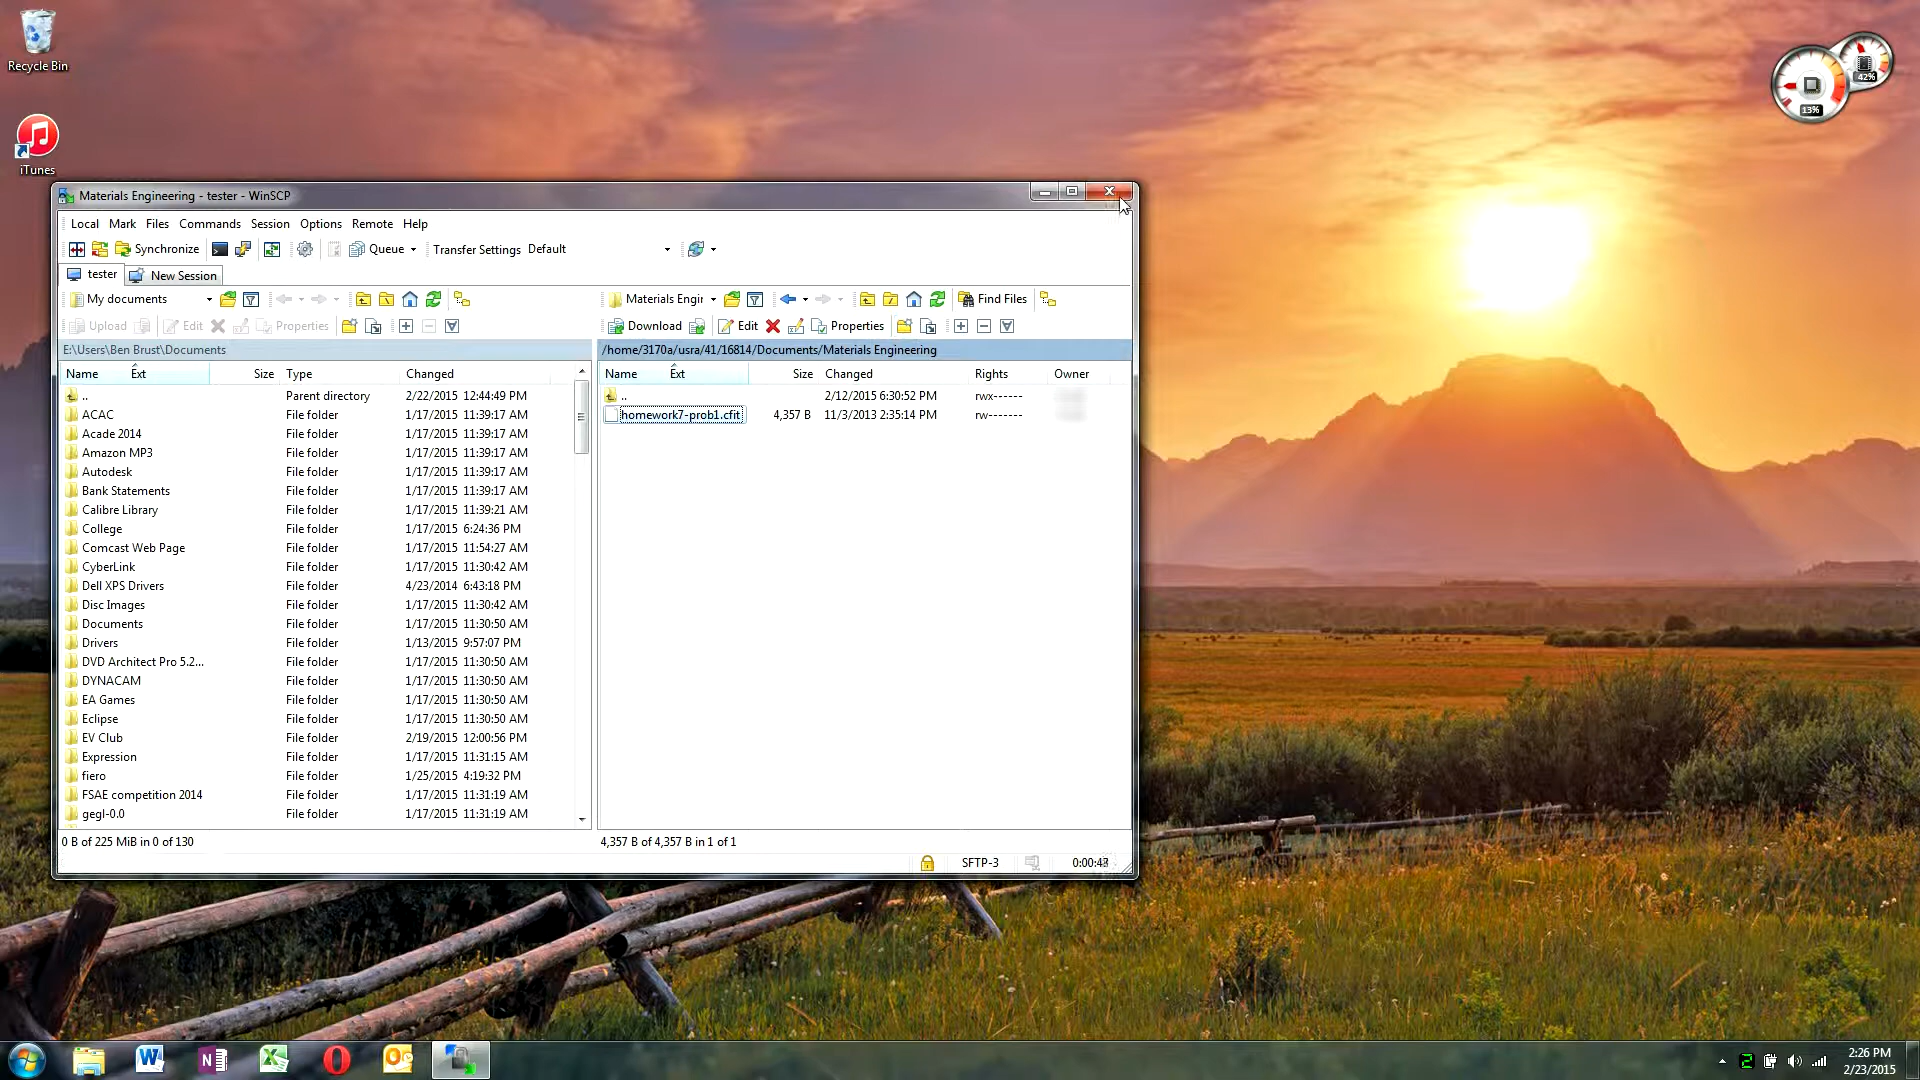 Recycle Bin
42%
13%
iTunes
Materials Engineering - tester - WinSCP
Local Mark Files Commands Session Options Remote Help
Synchronize Queue Transfer Settings Default
tester New Session
My documents Materials Engir Find Files
Upload Edit Properties Download Edit Properties
E:\Users\Ben Brust\Documents /home/3170a/usra/41/16814/Documents/Materials Engineering
Name Ext Size Type Changed Name Ext Size Changed Rights Owner
.. Parent directory 2/22/2015 12:44:49 PM .. 2/12/2015 6:30:52 PM rwx------
ACAC File folder 1/17/2015 11:39:17 AM homework7-prob1.cfit 4,357 B 11/3/2013 2:35:14 PM rw-------
Acade 2014 File folder 1/17/2015 11:39:17 AM
Amazon MP3 File folder 1/17/2015 11:39:17 AM
Autodesk File folder 1/17/2015 11:39:17 AM
Bank Statements File folder 1/17/2015 11:39:17 AM
Calibre Library File folder 1/17/2015 11:39:21 AM
College File folder 1/17/2015 6:24:36 PM
Comcast Web Page File folder 1/17/2015 11:54:27 AM
CyberLink File folder 1/17/2015 11:30:42 AM
Dell XPS Drivers File folder 4/23/2014 6:43:18 PM
Disc Images File folder 1/17/2015 11:30:42 AM
Documents File folder 1/17/2015 11:30:50 AM
Drivers File folder 1/13/2015 9:57:07 PM
DVD Architect Pro 5.2... File folder 1/17/2015 11:30:50 AM
DYNACAM File folder 1/17/2015 11:30:50 AM
EA Games File folder 1/17/2015 11:30:50 AM
Eclipse File folder 1/17/2015 11:30:50 AM
EV Club File folder 2/19/2015 12:00:56 PM
Expression File folder 1/17/2015 11:31:15 AM
fiero File folder 1/25/2015 4:19:32 PM
FSAE competition 2014 File folder 1/17/2015 11:31:19 AM
gegl-0.0 File folder 1/17/2015 11:31:19 AM
0 B of 225 MiB in 0 of 130 4,357 B of 4,357 B in 1 of 1
SFTP-3
2:26 PM
2/23/2015